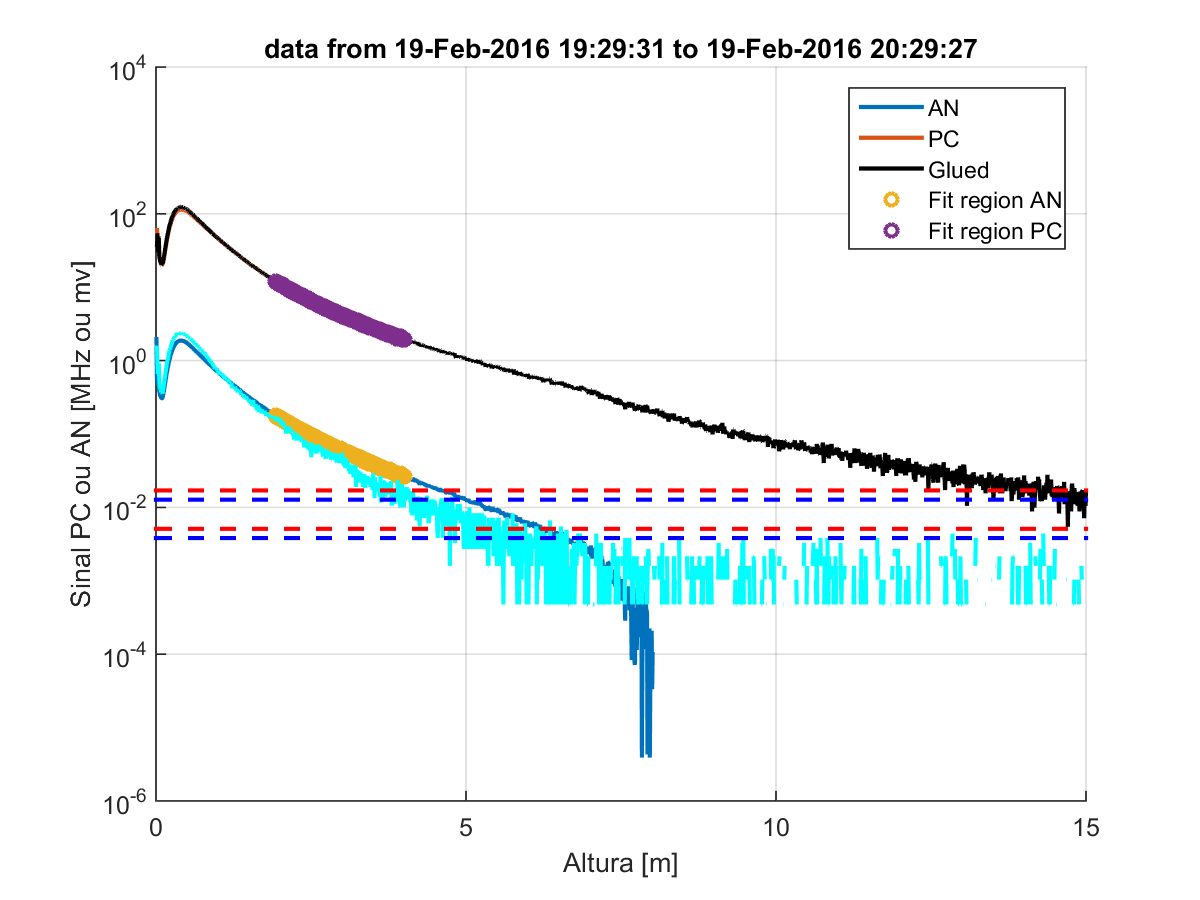 data from 19-Feb-2016 19:29:31 to 19-Feb-2016 20:29:27
10^4
10^2
10^0
10^-2
10^-4
10^-6
Sinal PC ou AN [MHz ou mv]
AN
PC
Glued
Fit region AN
Fit region PC
0
5
10
15
Altura [m]